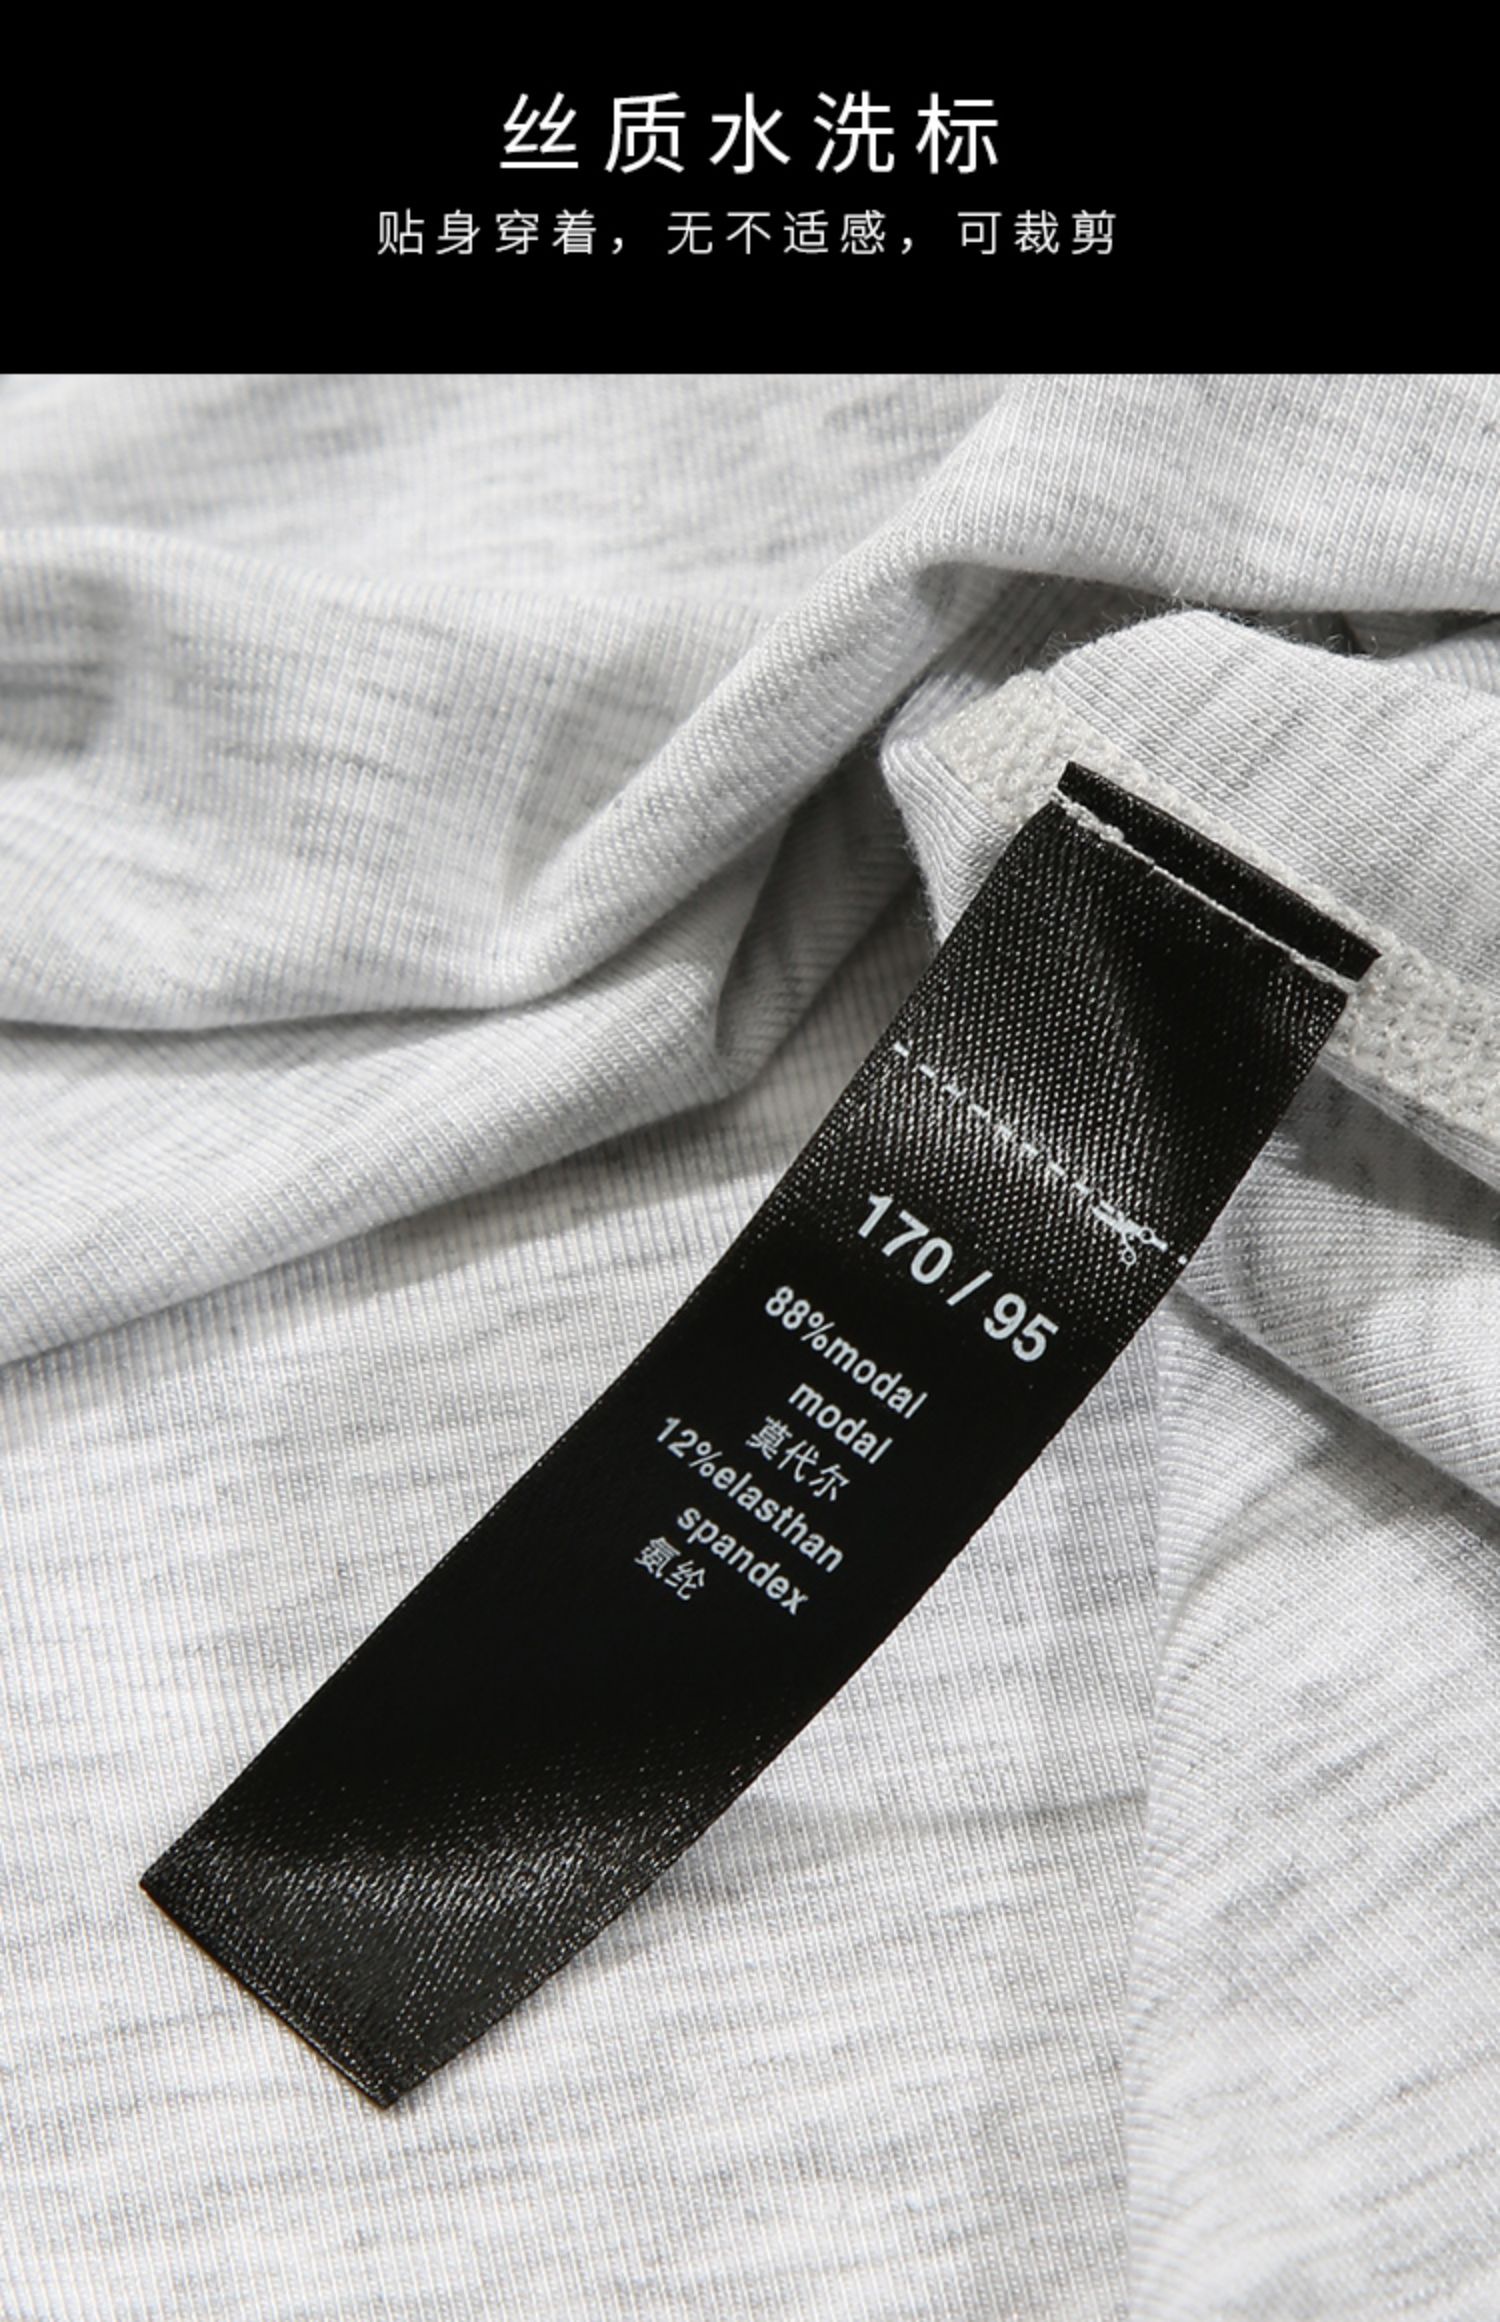 丝质水洗标
贴身穿着，无不适感，可裁剪
170 / 95
88%modal
modal
莫代尔
12%elasthan
spandex
氨纶